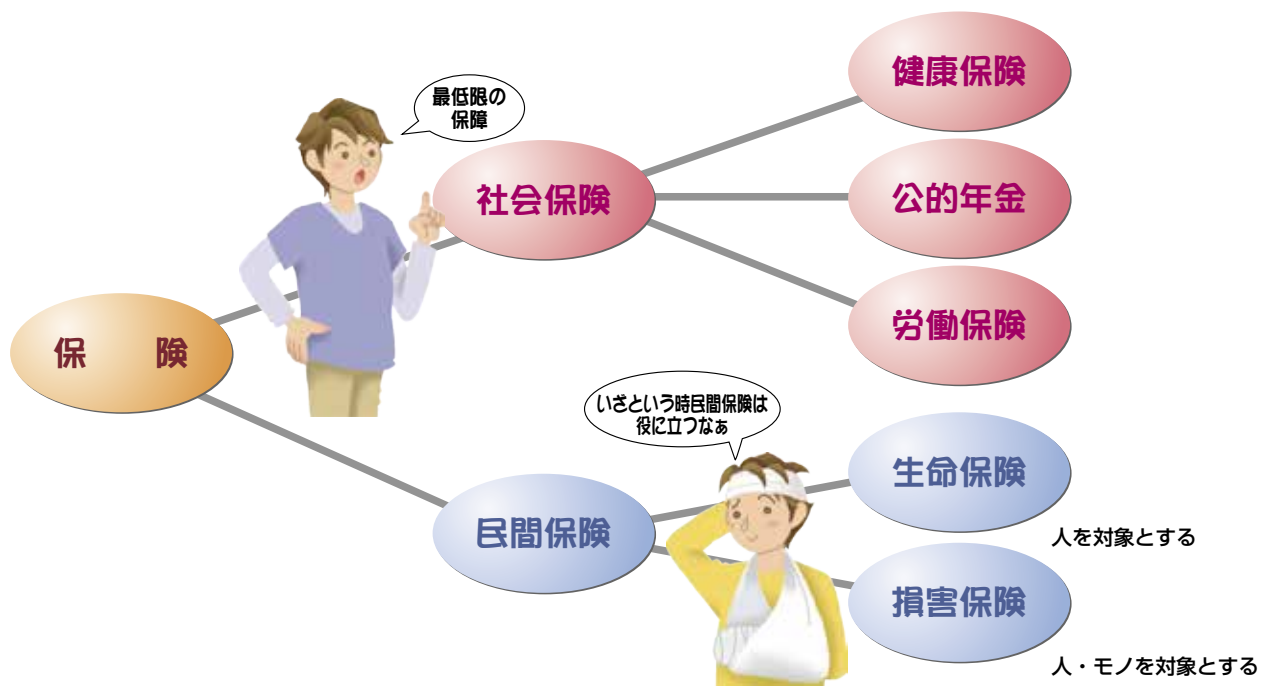 健康保険
最低限の
保障
社会保険
公的年金
労働保険
保　　険
いざという時民間保険は
役に立つなぁ
生命保険
人を対象とする
民間保険
損害保険
人・モノを対象とする